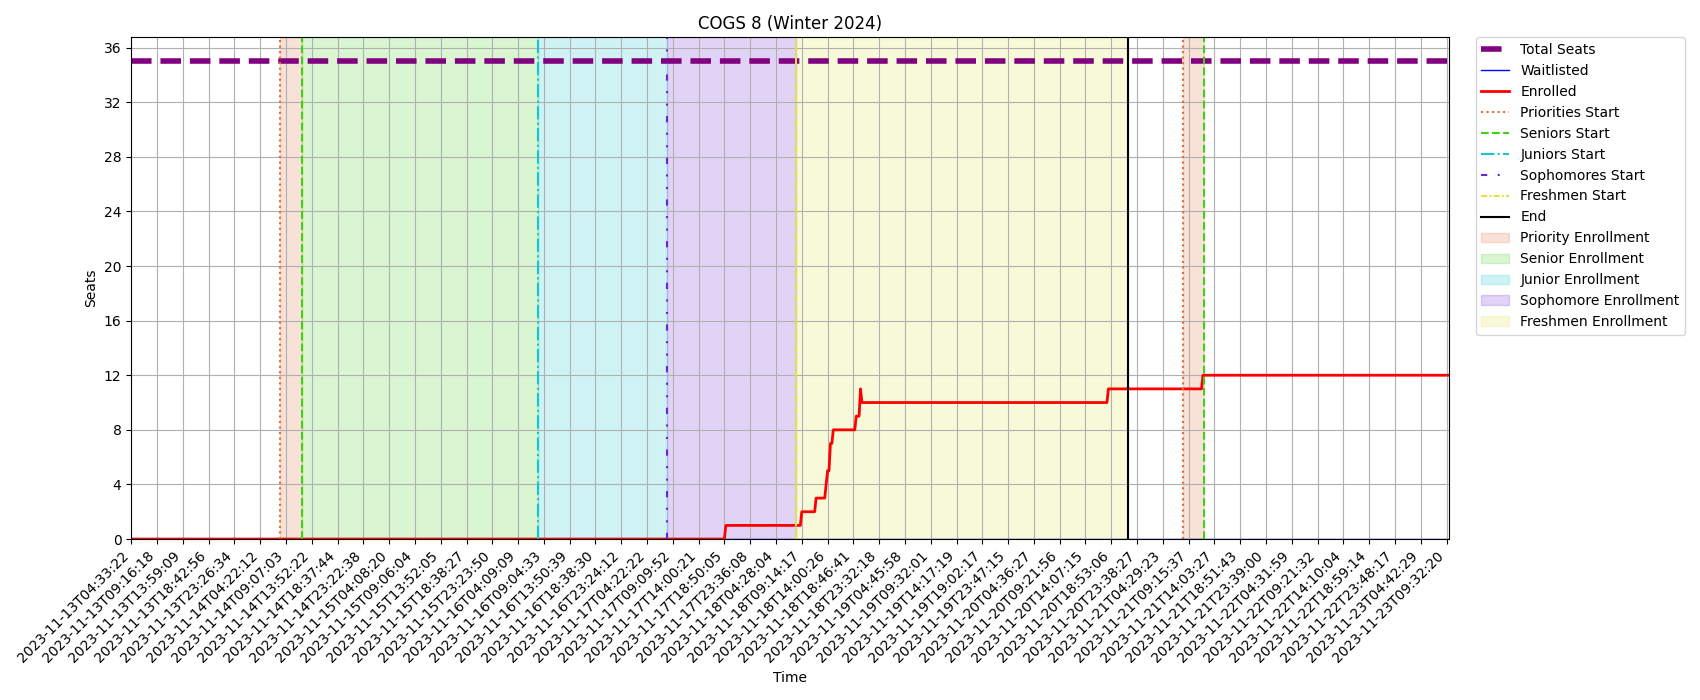 COGS 8 (Winter 2024)
36
32
28
24
20
16
12
8
4
0
Seats
2023-11-13T04:33:22
2023-11-13T09:16:18
2023-11-13T13:59:09
2023-11-13T18:42:56
2023-11-13T23:26:34
2023-11-14T04:22:12
2023-11-14T09:07:03
2023-11-14T13:52:22
2023-11-14T18:37:44
2023-11-14T23:22:38
2023-11-15T04:08:20
2023-11-15T09:06:04
2023-11-15T13:52:05
2023-11-15T18:38:27
2023-11-15T23:23:50
2023-11-16T04:09:09
2023-11-16T09:04:33
2023-11-16T13:50:39
2023-11-16T18:38:30
2023-11-16T23:24:12
2023-11-17T04:22:22
2023-11-17T09:09:52
2023-11-17T14:00:21
2023-11-17T18:50:05
2023-11-17T23:36:08
2023-11-18T04:28:04
2023-11-18T09:14:17
2023-11-18T14:00:26
2023-11-18T18:46:41
2023-11-18T23:32:18
2023-11-19T04:45:58
2023-11-19T09:32:01
2023-11-19T14:17:19
2023-11-19T19:02:17
2023-11-19T23:47:15
2023-11-20T04:36:27
2023-11-20T09:21:56
2023-11-20T14:07:15
2023-11-20T18:53:06
2023-11-20T23:38:27
2023-11-21T04:29:23
2023-11-21T09:15:37
2023-11-21T14:03:27
2023-11-21T18:51:43
2023-11-21T23:39:00
2023-11-22T04:31:59
2023-11-22T09:21:32
2023-11-22T14:10:04
2023-11-22T18:59:14
2023-11-22T23:48:17
2023-11-23T04:42:29
2023-11-23T09:32:20
Time
Total Seats
Waitlisted
Enrolled
Priorities Start
Seniors Start
Juniors Start
Sophomores Start
Freshmen Start
End
Priority Enrollment
Senior Enrollment
Junior Enrollment
Sophomore Enrollment
Freshmen Enrollment